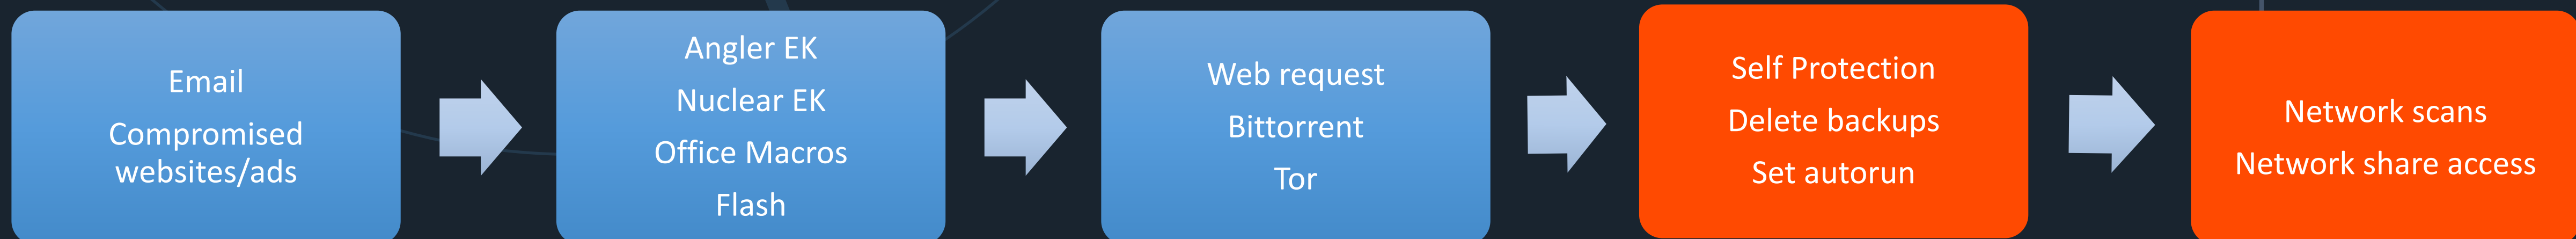 Email
Compromised
websites/ads
Angler EK
Nuclear EK
Office Macros
Flash
Web request
Bittorrent
Tor
Self Protection
Delete backups
Set autorun
Network scans
Network share access